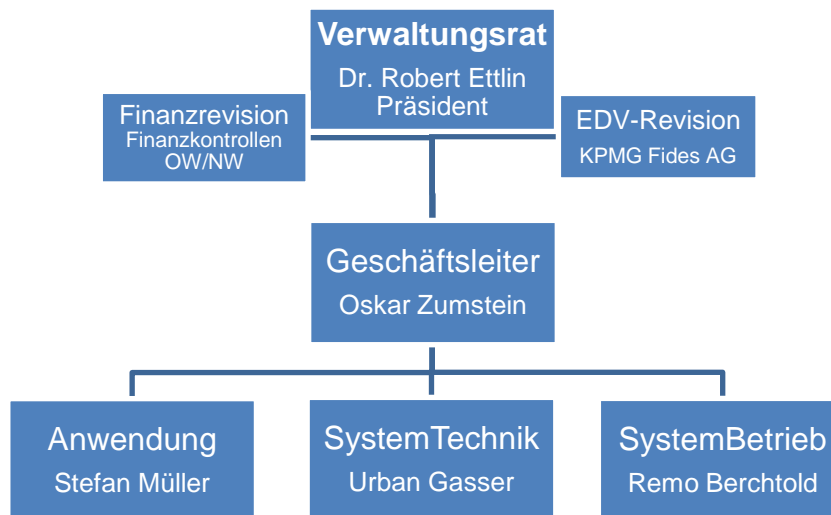 Verwaltungsrat
Dr. Robert Ettlin
Präsident
Finanzrevision
Finanzkontrollen
OW/NW
EDV-Revision
KPMG Fides AG
Geschäftsleiter
Oskar Zumstein
Anwendung
Stefan Müller
SystemTechnik
Urban Gasser
SystemBetrieb
Remo Berchtold